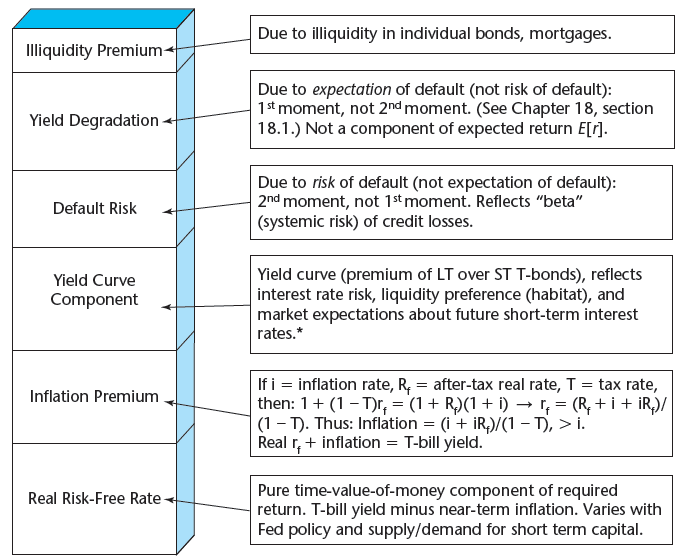 Illiquidity Premium
Due to illiquidity in individual bonds, mortgages.
Yield Degradation
Due to expectation of default (not risk of default):
1st moment, not 2nd moment. (See Chapter 18, section
18.1.) Not a component of expected return E[r].
Default Risk
Due to risk of default (not expectation of default):
2nd moment, not 1st moment. Reflects “beta”
(systemic risk) of credit losses.
Yield Curve
Component
Yield curve (premium of LT over ST T-bonds), reflects
interest rate risk, liquidity preference (habitat), and
market expectations about future short-term interest
rates.*
Inflation Premium
If i = inflation rate, Rf = after-tax real rate, T = tax rate,
then: 1 + (1 − T)rf = (1 + Rf)(1 + i) → rf = (Rf + i + iRf)/
(1 − T). Thus: Inflation = (i + iRf)/(1 − T), > i.
Real rf + inflation = T-bill yield.
Real Risk-Free Rate
Pure time-value-of-money component of required
return. T-bill yield minus near-term inflation. Varies with
Fed policy and supply/demand for short term capital.